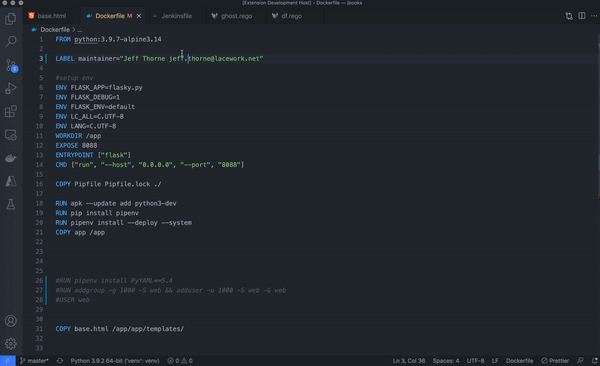 [Extension Development Host] - Dockerfile — jbooks
base.html
Dockerfile M
Jenkinsfile
ghost.rego
df.rego
Dockerfile > ...
1 FROM python:3.9.7-alpine3.14
2
3 LABEL maintainer="Jeff Thorne jeff.thorne@lacework.net"
4
5 #setup env
6 ENV FLASK_APP=flasky.py
7 ENV FLASK_DEBUG=1
8 ENV FLASK_ENV=default
9 ENV LC_ALL=C.UTF-8
10 ENV LANG=C.UTF-8
11 WORKDIR /app
12 EXPOSE 8088
13 ENTRYPOINT ["flask"]
14 CMD ["run", "--host", "0.0.0.0", "--port", "8088"]
15
16 COPY Pipfile Pipfile.lock ./
17
18 RUN apk --update add python3-dev
19 RUN pip install pipenv
20 RUN pipenv install --deploy --system
21 COPY app /app
22
23
24
25
26 #RUN pipenv install PyYAML==5.4
27 #RUN addgroup -g 1000 -S web && adduser -u 1000 -S web -G web
28 #USER web
29
30
31 COPY base.html /app/app/templates/
32
33
master* Python 3.9.2 64-bit ('venv': venv) 0 0 Ln 3, Col 36 Spaces: 4 UTF-8 LF Dockerfile Prettier